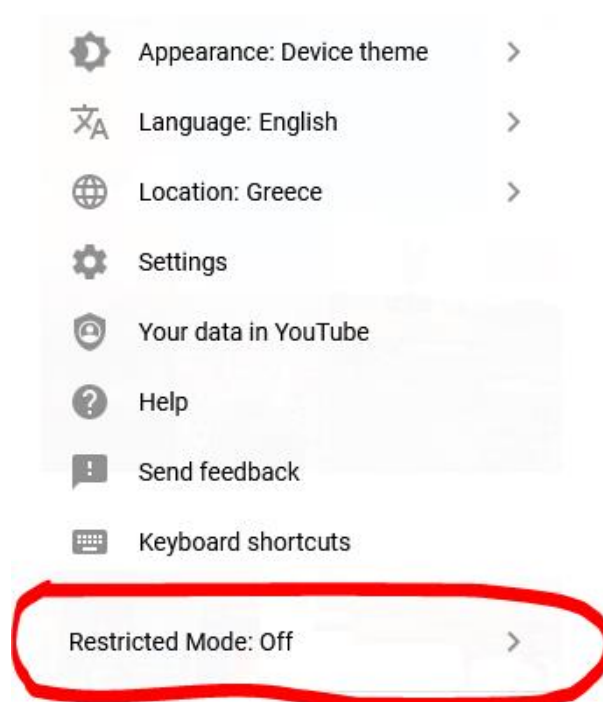 Appearance: Device theme
Language: English
Location: Greece
Settings
Your data in YouTube
Help
Send feedback
Keyboard shortcuts
Restricted Mode: Off